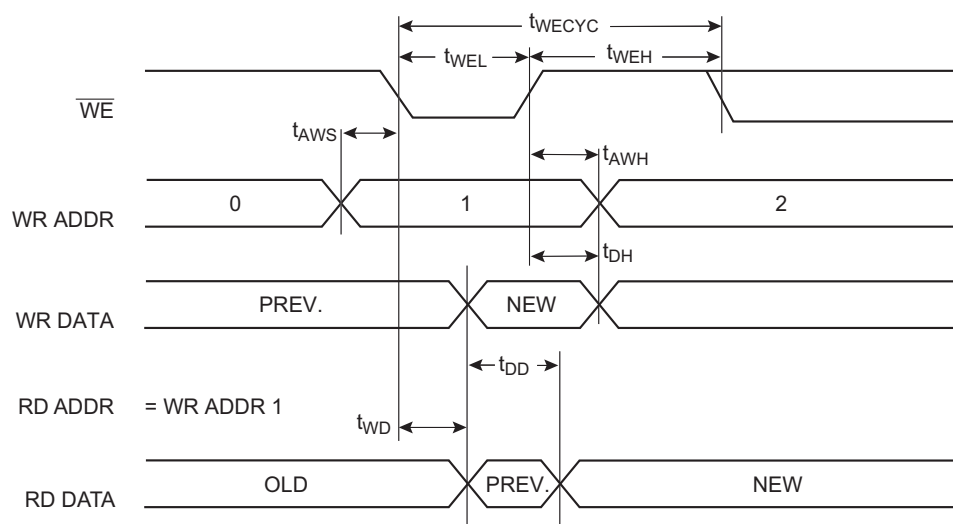 tWECYC
tWEL
tWEH
WE
tAWS
tAWH
WR ADDR
0
1
2
tDH
WR DATA
PREV.
NEW
tDD
RD ADDR = WR ADDR 1
tWD
RD DATA
OLD
PREV.
NEW